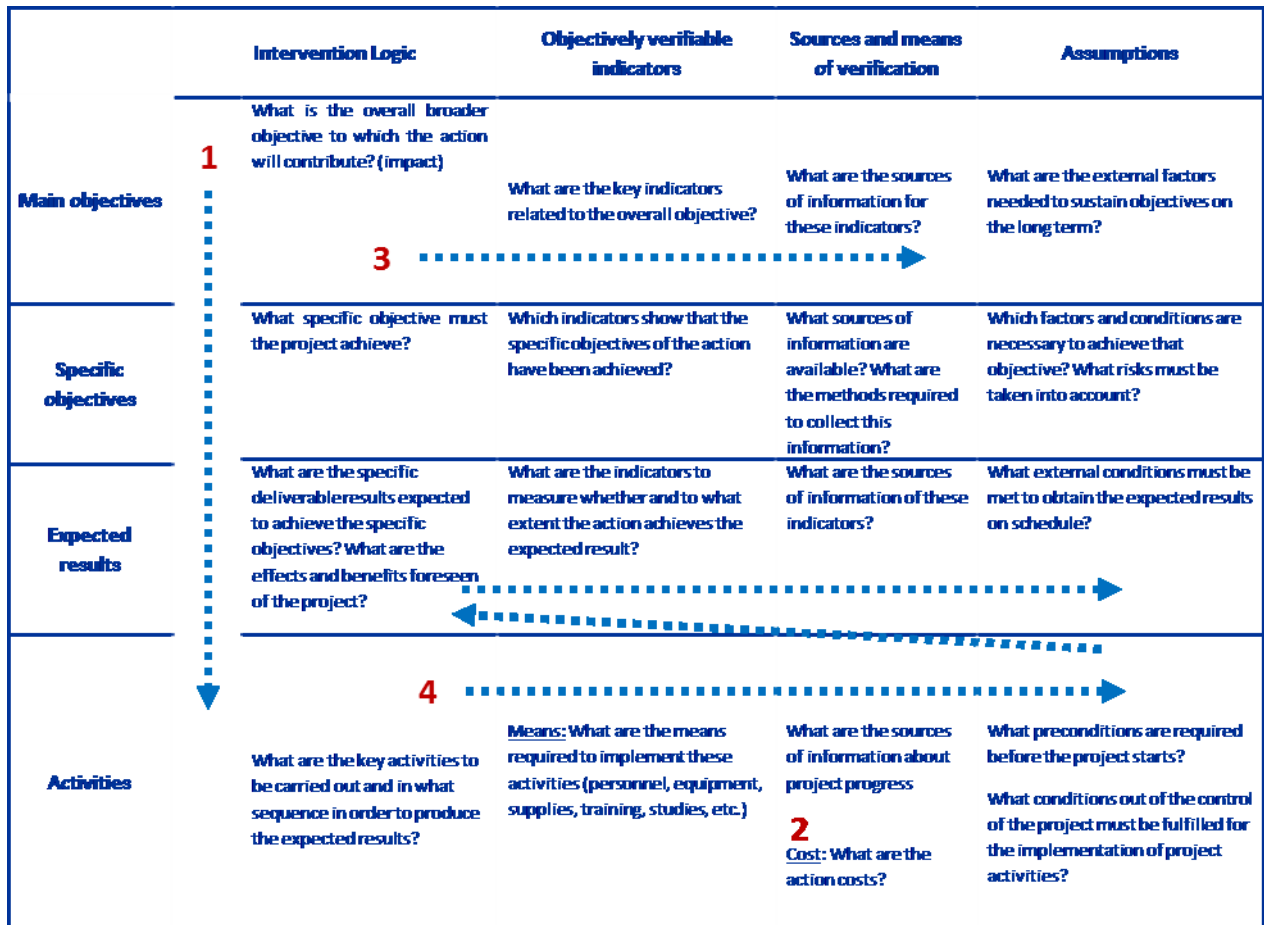 Intervention Logic
Objectively verifiable
indicators
Sources and means
of verification
Assumptions
Main objectives
1
What is the overall broader
objective to which the action
will contribute? (impact)
What are the key indicators
related to the overall objective?
What are the sources
of information for
these indicators?
What are the external factors
needed to sustain objectives on
the long term?
3
Specific
objectives
What specific objective must
the project achieve?
Which indicators show that the
specific objectives of the action
have been achieved?
What sources of
information are
available? What are
the methods required
to collect this
information?
Which factors and conditions are
necessary to achieve that
objective? What risks must be
taken into account?
Expected
results
What are the specific
deliverable results expected
to achieve the specific
objectives? What are the
effects and benefits foreseen
of the project?
What are the indicators to
measure whether and to what
extent the action achieves the
expected result?
What are the sources
of information of these
indicators?
What external conditions must be
met to obtain the expected results
on schedule?
4
Activities
What are the key activities to
be carried out and in what
sequence in order to produce
the expected results?
Means: What are the means
required to implement these
activities (personnel, equipment,
supplies, training, studies, etc.)
What are the sources
of information about
project progress
2
Cost: What are the
action costs?
What preconditions are required
before the project starts?
What conditions out of the control
of the project must be fulfilled for
the implementation of project
activities?